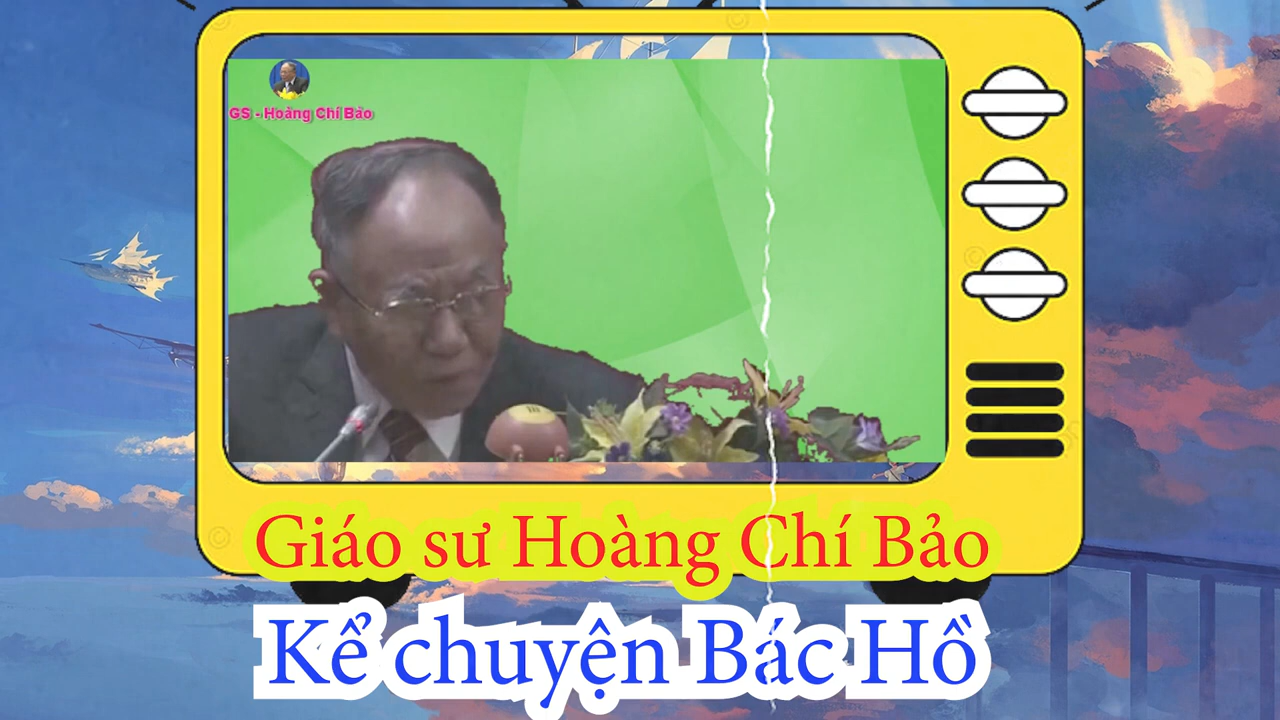 GS - Hoàng Chí Bảo
Giáo sư Hoàng Chí Bảo
Kể chuyện Bác Hồ